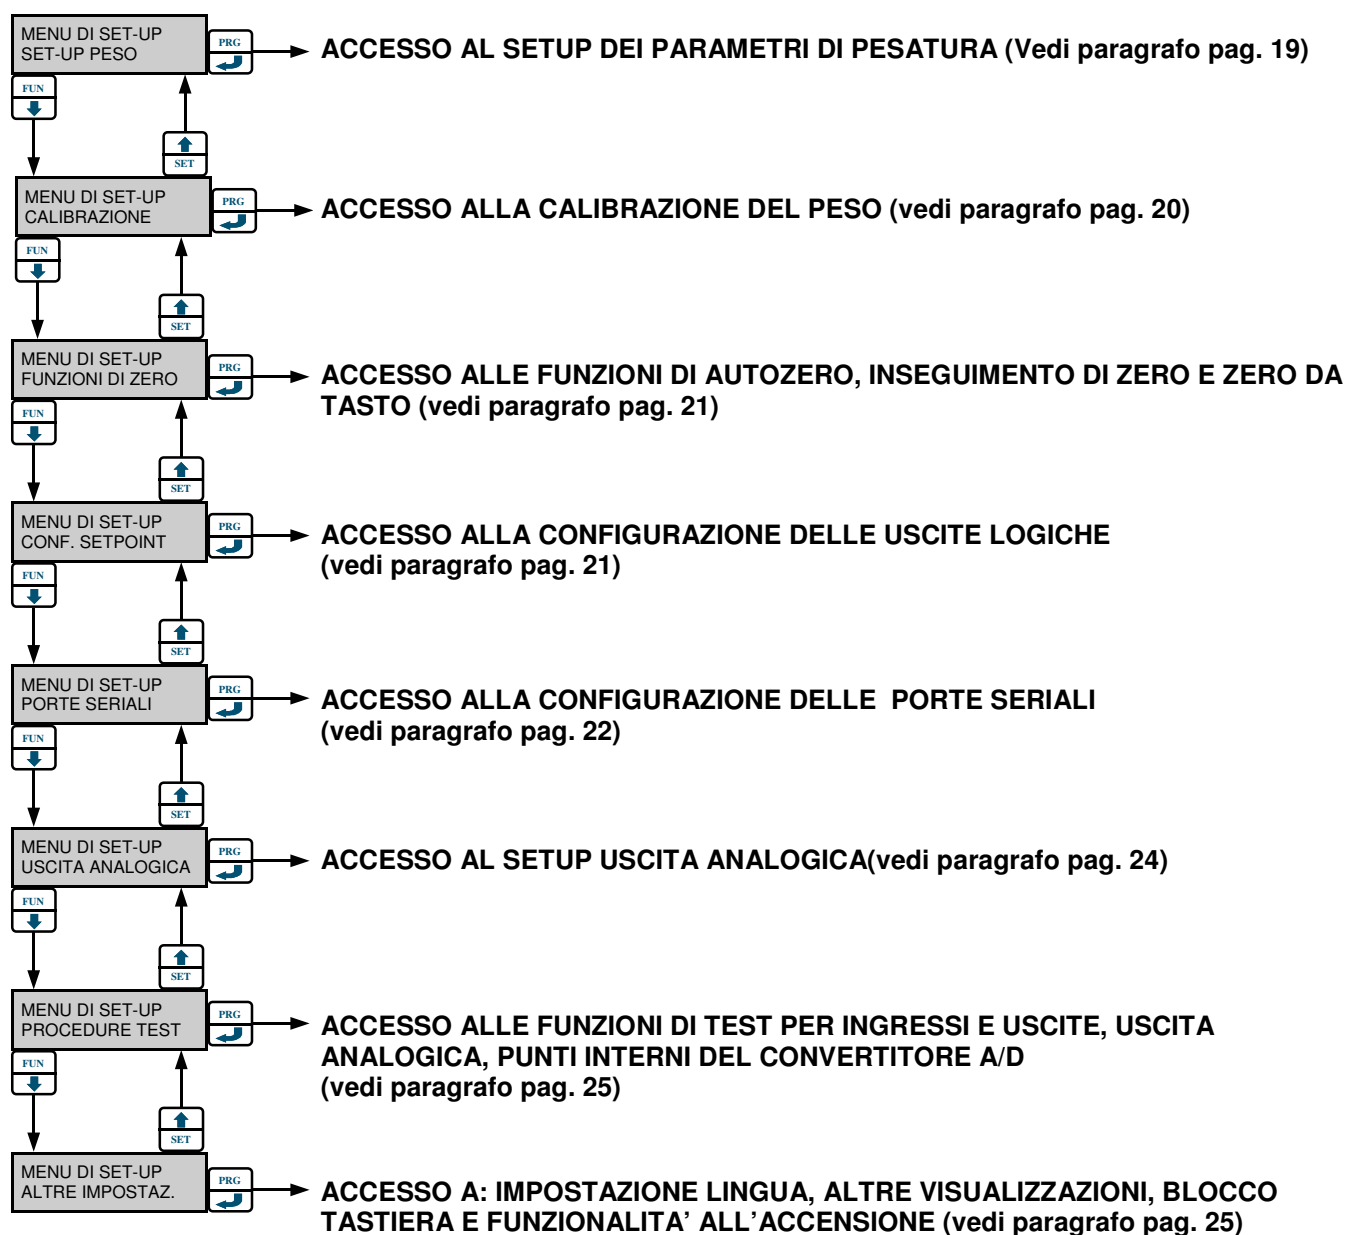 MENU DI SET-UP
SET-UP PESO
PRG
ACCESSO AL SETUP DEI PARAMETRI DI PESATURA (Vedi paragrafo pag. 19)
FUN
SET
MENU DI SET-UP
CALIBRAZIONE
PRG
ACCESSO ALLA CALIBRAZIONE DEL PESO (vedi paragrafo pag. 20)
FUN
SET
MENU DI SET-UP
FUNZIONI DI ZERO
PRG
ACCESSO ALLE FUNZIONI DI AUTOZERO, INSEGUIMENTO DI ZERO E ZERO DA
TASTO (vedi paragrafo pag. 21)
FUN
SET
MENU DI SET-UP
CONF. SETPOINT
PRG
ACCESSO ALLA CONFIGURAZIONE DELLE USCITE LOGICHE
(vedi paragrafo pag. 21)
FUN
SET
MENU DI SET-UP
PORTE SERIALI
PRG
ACCESSO ALLA CONFIGURAZIONE DELLE  PORTE SERIALI
(vedi paragrafo pag. 22)
FUN
SET
MENU DI SET-UP
USCITA ANALOGICA
PRG
ACCESSO AL SETUP USCITA ANALOGICA(vedi paragrafo pag. 24)
FUN
SET
MENU DI SET-UP
PROCEDURE TEST
PRG
ACCESSO ALLE FUNZIONI DI TEST PER INGRESSI E USCITE, USCITA
ANALOGICA, PUNTI INTERNI DEL CONVERTITORE A/D
(vedi paragrafo pag. 25)
FUN
SET
MENU DI SET-UP
ALTRE IMPOSTAZ.
PRG
ACCESSO A: IMPOSTAZIONE LINGUA, ALTRE VISUALIZZAZIONI, BLOCCO
TASTIERA E FUNZIONALITA’ ALL’ACCENSIONE (vedi paragrafo pag. 25)